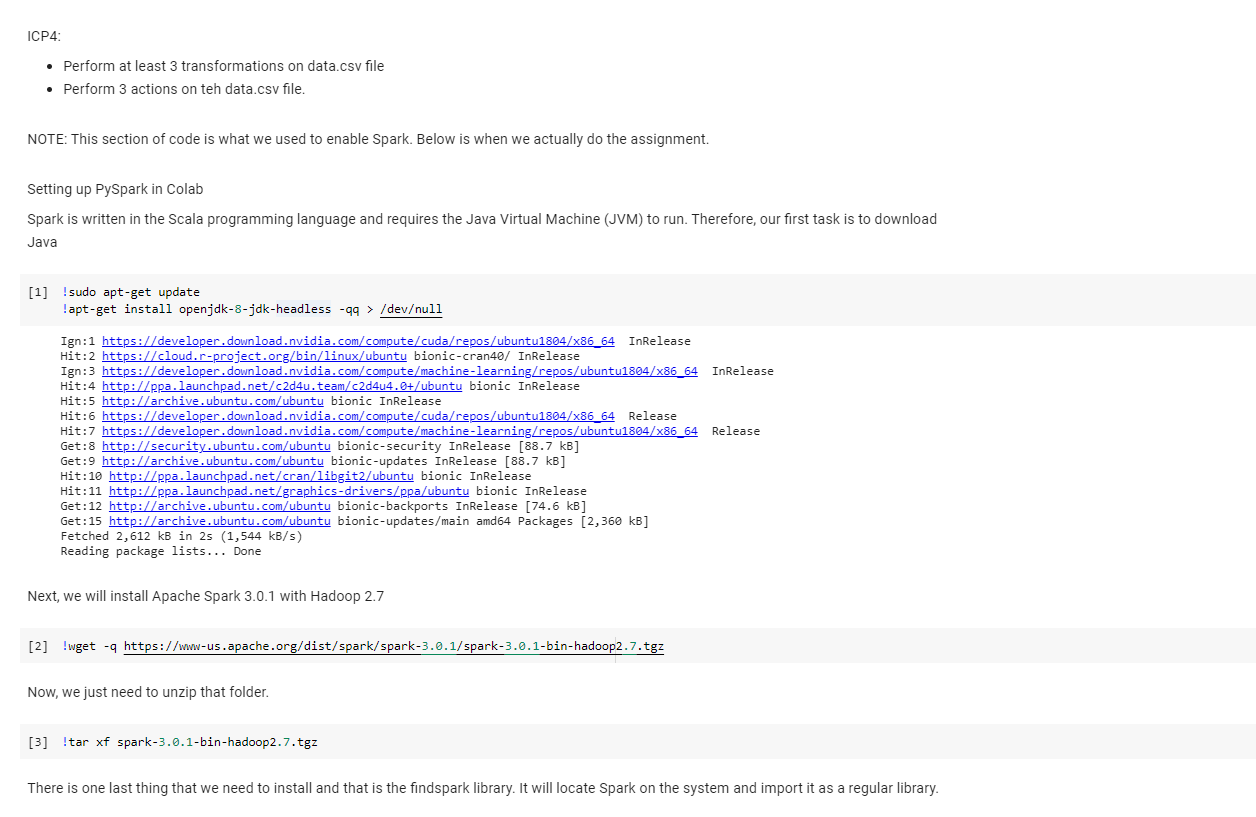 ICP4:
• Perform at least 3 transformations on data.csv file
• Perform 3 actions on teh data.csv file.
NOTE: This section of code is what we used to enable Spark. Below is when we actually do the assignment.
Setting up PySpark in Colab
Spark is written in the Scala programming language and requires the Java Virtual Machine (JVM) to run. Therefore, our first task is to download
Java
[1] !sudo apt-get update
!apt-get install openjdk-8-jdk-headless -qq > /dev/null
Ign:1 https://developer.download.nvidia.com/compute/cuda/repos/ubuntu1804/x86_64 InRelease
Hit:2 https://cloud.r-project.org/bin/linux/ubuntu bionic-cran40/ InRelease
Ign:3 https://developer.download.nvidia.com/compute/machine-learning/repos/ubuntu1804/x86_64 InRelease
Hit:4 http://ppa.launchpad.net/c2d4u.team/c2d4u4.0+/ubuntu bionic InRelease
Hit:5 http://archive.ubuntu.com/ubuntu bionic InRelease
Hit:6 https://developer.download.nvidia.com/compute/cuda/repos/ubuntu1804/x86_64 Release
Hit:7 https://developer.download.nvidia.com/compute/machine-learning/repos/ubuntu1804/x86_64 Release
Get:8 http://security.ubuntu.com/ubuntu bionic-security InRelease [88.7 kB]
Get:9 http://archive.ubuntu.com/ubuntu bionic-updates InRelease [88.7 kB]
Hit:10 http://ppa.launchpad.net/cran/libgit2/ubuntu bionic InRelease
Hit:11 http://ppa.launchpad.net/graphics-drivers/ppa/ubuntu bionic InRelease
Get:12 http://archive.ubuntu.com/ubuntu bionic-backports InRelease [74.6 kB]
Get:15 http://archive.ubuntu.com/ubuntu bionic-updates/main amd64 Packages [2,360 kB]
Fetched 2,612 kB in 2s (1,544 kB/s)
Reading package lists... Done
Next, we will install Apache Spark 3.0.1 with Hadoop 2.7
[2] !wget -q https://www-us.apache.org/dist/spark/spark-3.0.1/spark-3.0.1-bin-hadoop2.7.tgz
Now, we just need to unzip that folder.
[3] !tar xf spark-3.0.1-bin-hadoop2.7.tgz
There is one last thing that we need to install and that is the findspark library. It will locate Spark on the system and import it as a regular library.